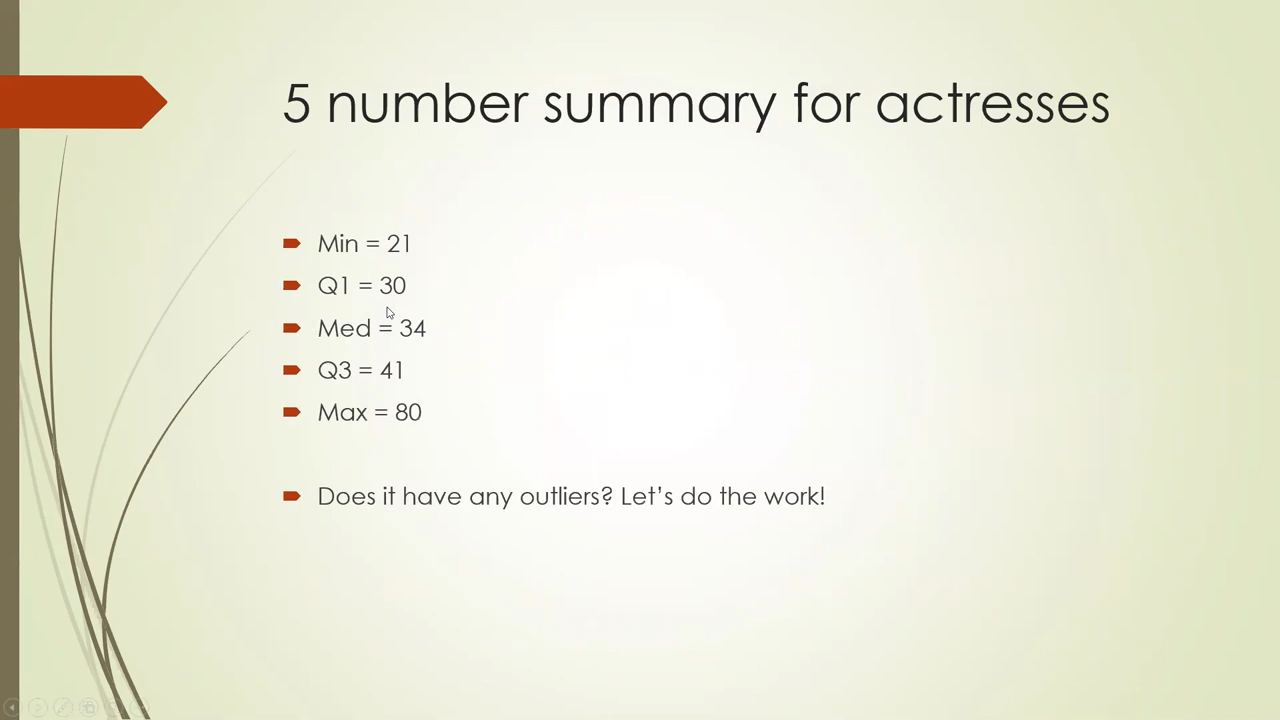 5 number summary for actresses
Min = 21
Q1 = 30
Med = 34
Q3 = 41
Max = 80
Does it have any outliers? Let's do the work!